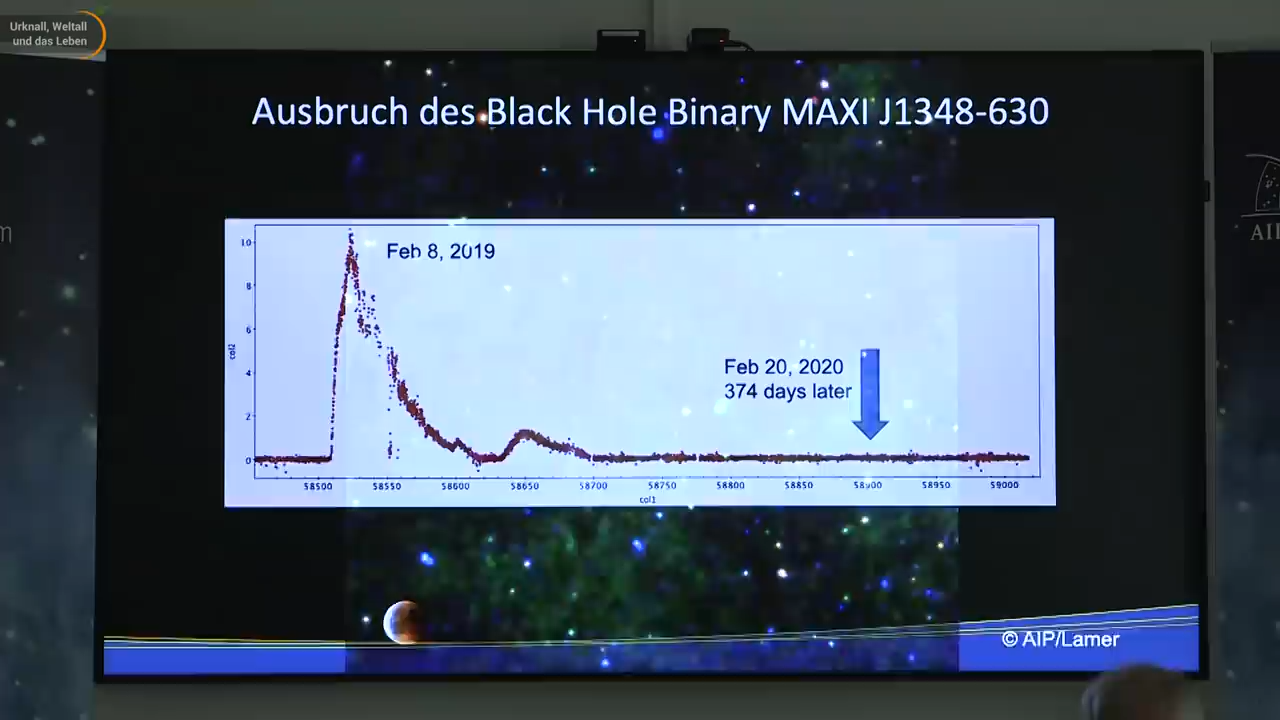 Urknall, Weltall
und das Leben
Ausbruch des Black Hole Binary MAXI J1348-630
m
AIP
Feb 8, 2019
10
8
6
4
2
0
col2
Feb 20, 2020
374 days later
58500 58550 58600 58650 58700 58750 58800 58850 58900 58950 59000
col1
© AIP/Lamer